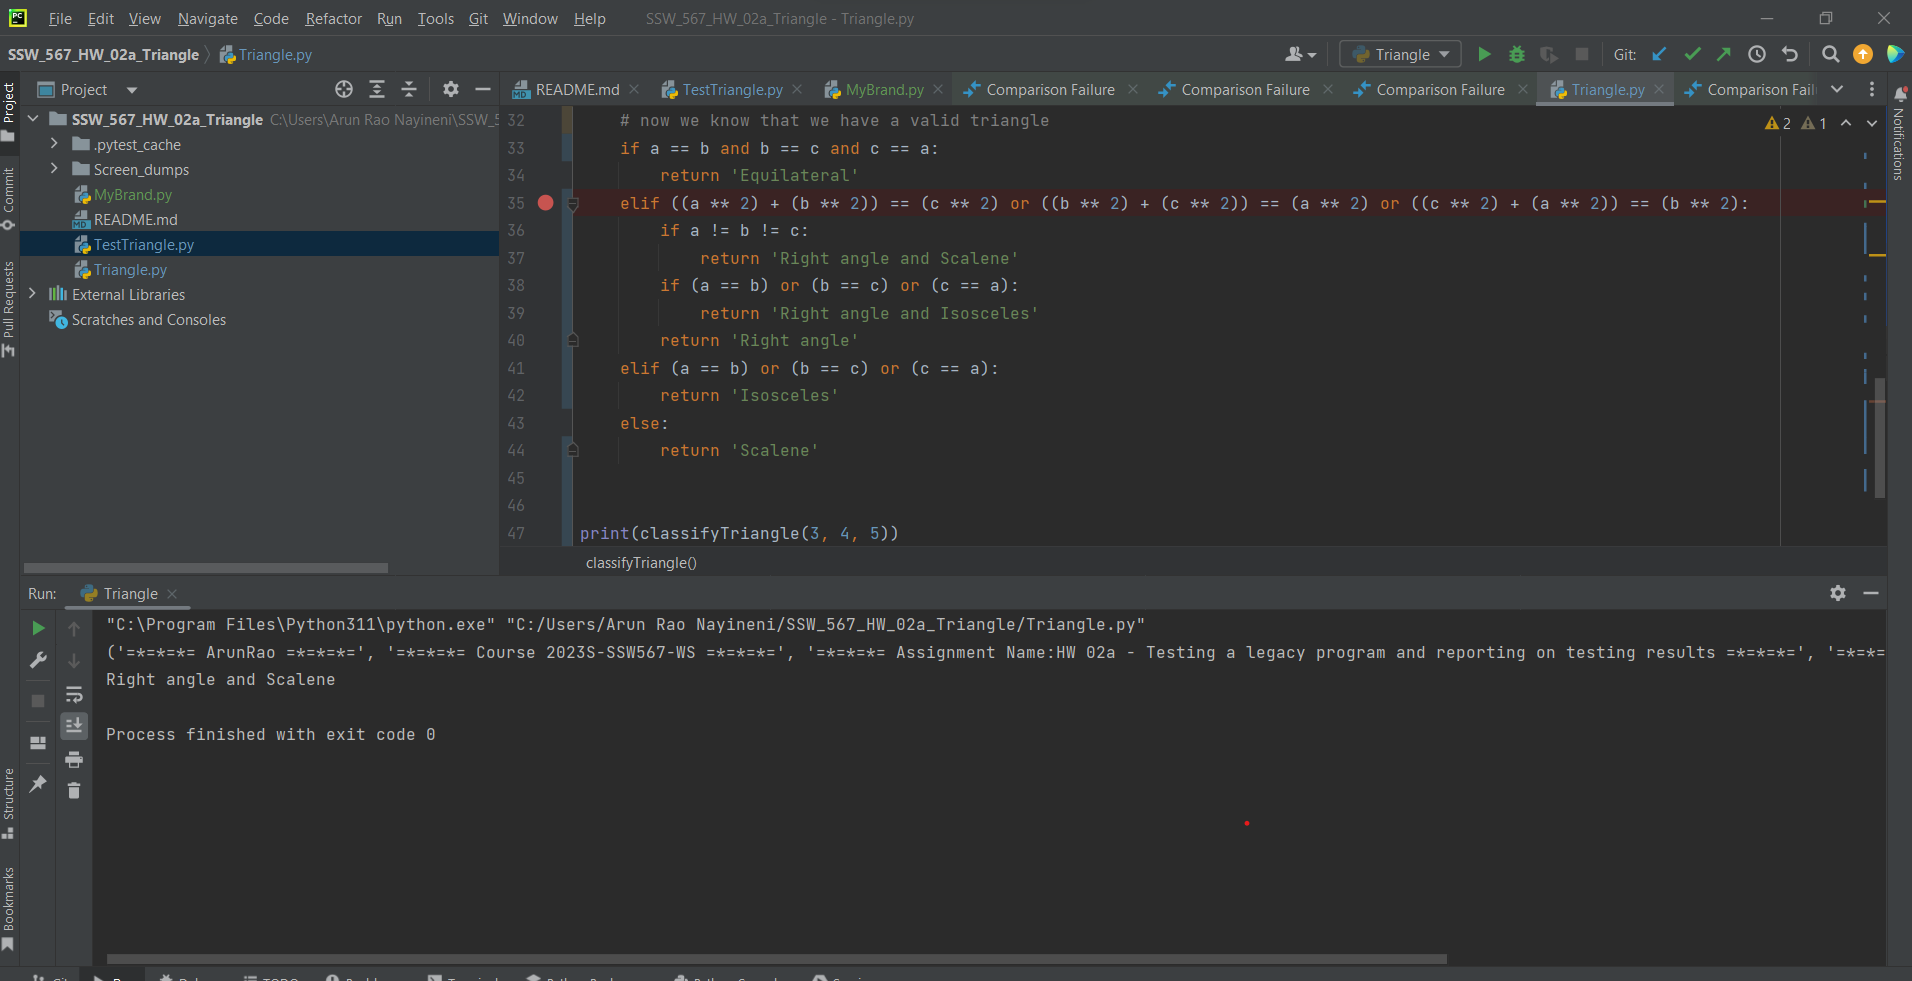 PC File Edit View Navigate Code Refactor Run Tools Git Window Help SSW_567_HW_02a_Triangle - Triangle.py
SSW_567_HW_02a_Triangle Triangle.py Triangle Git:
Project README.md TestTriangle.py MyBrand.py Comparison Failure Comparison Failure Comparison Failure Triangle.py Comparison Fail
Project
Commit
Pull Requests
Structure
Bookmarks
Notifications
SSW_567_HW_02a_Triangle C:\Users\Arun Rao Nayineni\SSW_5
.pytest_cache
Screen_dumps
MyBrand.py
README.md
TestTriangle.py
Triangle.py
External Libraries
Scratches and Consoles
2 1
32 # now we know that we have a valid triangle
33 if a == b and b == c and c == a:
34 return 'Equilateral'
35 elif ((a ** 2) + (b ** 2)) == (c ** 2) or ((b ** 2) + (c ** 2)) == (a ** 2) or ((c ** 2) + (a ** 2)) == (b ** 2):
36 if a != b != c:
37 return 'Right angle and Scalene'
38 if (a == b) or (b == c) or (c == a):
39 return 'Right angle and Isosceles'
40 return 'Right angle'
41 elif (a == b) or (b == c) or (c == a):
42 return 'Isosceles'
43 else:
44 return 'Scalene'
45
46
47 print(classifyTriangle(3, 4, 5))
classifyTriangle()
Run: Triangle
"C:\Program Files\Python311\python.exe" "C:/Users/Arun Rao Nayineni/SSW_567_HW_02a_Triangle/Triangle.py"
('=*=*=*= ArunRao =*=*=*=', '=*=*=*= Course 2023S-SSW567-WS =*=*=*=', '=*=*=*= Assignment Name:HW 02a - Testing a legacy program and reporting on testing results =*=*=*=', '=*=*=
Right angle and Scalene
Process finished with exit code 0